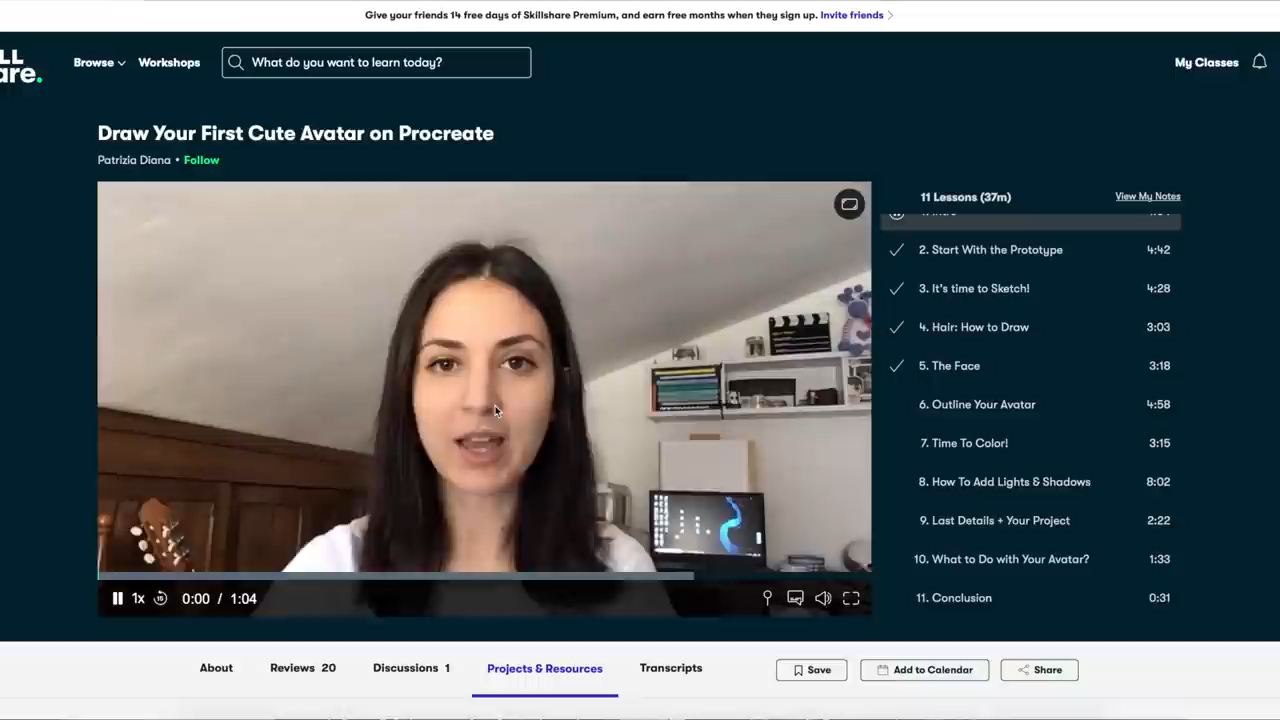 Give your friends 14 free days of Skillshare Premium, and earn free months when they sign up. Invite friends
LL
are.
Browse
Workshops
What do you want to learn today?
My Classes
Draw Your First Cute Avatar on Procreate
Patrizia Diana • Follow
11 Lessons (37m)
View My Notes
2. Start With the Prototype 4:42
3. It's time to Sketch! 4:28
4. Hair: How to Draw 3:03
5. The Face 3:18
6. Outline Your Avatar 4:58
7. Time To Color! 3:15
8. How To Add Lights & Shadows 8:02
9. Last Details + Your Project 2:22
10. What to Do with Your Avatar? 1:33
11. Conclusion 0:31
1x 15 0:00 / 1:04
About
Reviews 20
Discussions 1
Projects & Resources
Transcripts
Save
Add to Calendar
Share